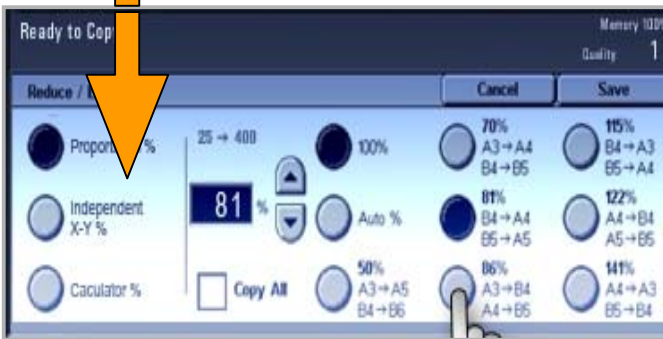 Ready to Cop
Memory 100%
Quality 1
Reduce /
Cancel
Save
Propor %
Independent
X-Y %
Caculator %
25 → 400
81 %
Copy All
100%
Auto %
50%
A3→A5
B4→B6
70%
A3→A4
B4→B5
81%
B4→A4
B5→A5
86%
A3→B4
A4→B5
115%
B4→A3
B5→A4
122%
A4→B4
A5→B5
141%
A4→A3
B5→B4